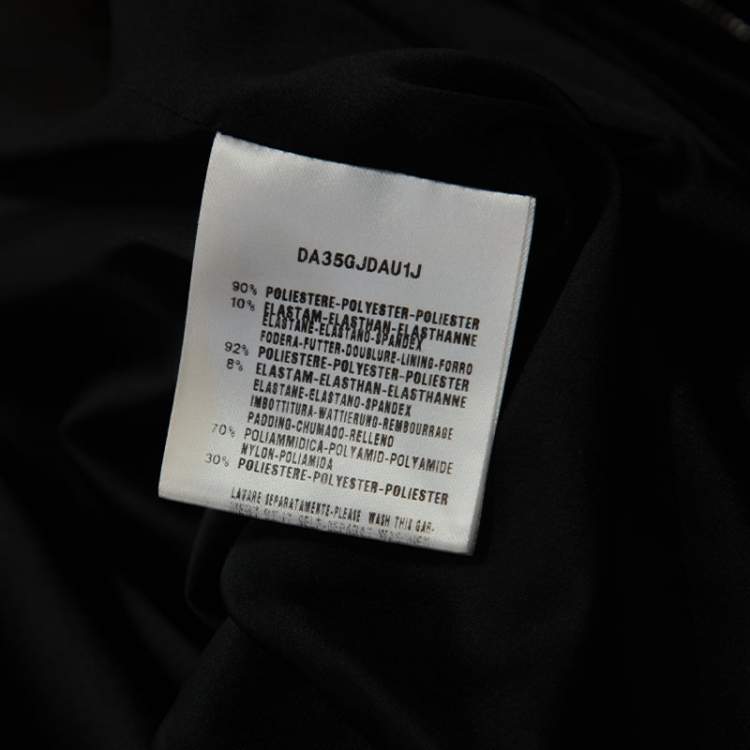 DA35GJDAU1J
90% POLIESTERE-POLYESTER-POLIESTER
10% ELASTAM-ELASTHAN-ELASTHANNE
ELASTANE-ELASTANO-SPANDEX
FODERA-FUTTER-DOUBLURE-LINING-FORRO
92% POLIESTERE-POLYESTER-POLIESTER
8% ELASTAM-ELASTHAN-ELASTHANNE
ELASTANE-ELASTANO-SPANDEX
IMBOTTITURA-WATTIERUNG-REMBOURRAGE
PADDING-CHUMAÇO-RELLENO
70% POLIAMMIDICA-POLYAMID-POLYAMIDE
NYLON-POLIAMIDA
30% POLIESTERE-POLYESTER-POLIESTER
LAVARE SEPARATAMENTE-PLEASE WASH THIS GAR-